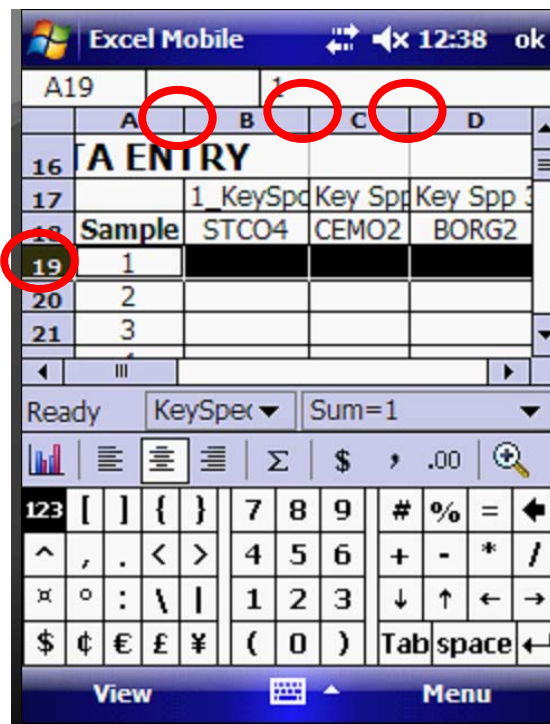 Excel Mobile 12:38 ok
A19 1
A B C D
16 TA ENTRY
17 1_KeySpc Key Spp Key Spp 3
18 Sample STCO4 CEMO2 BORG2
19 1
20 2
21 3
Ready KeySpec Sum=1
Σ $ , .00
123 [ ] { } 7 8 9 # % =
^ , . < > 4 5 6 + - * /
¤ ° : \ | 1 2 3 ↓ ↑ ← →
$ ¢ € £ ¥ ( 0 ) Tab space
View Menu